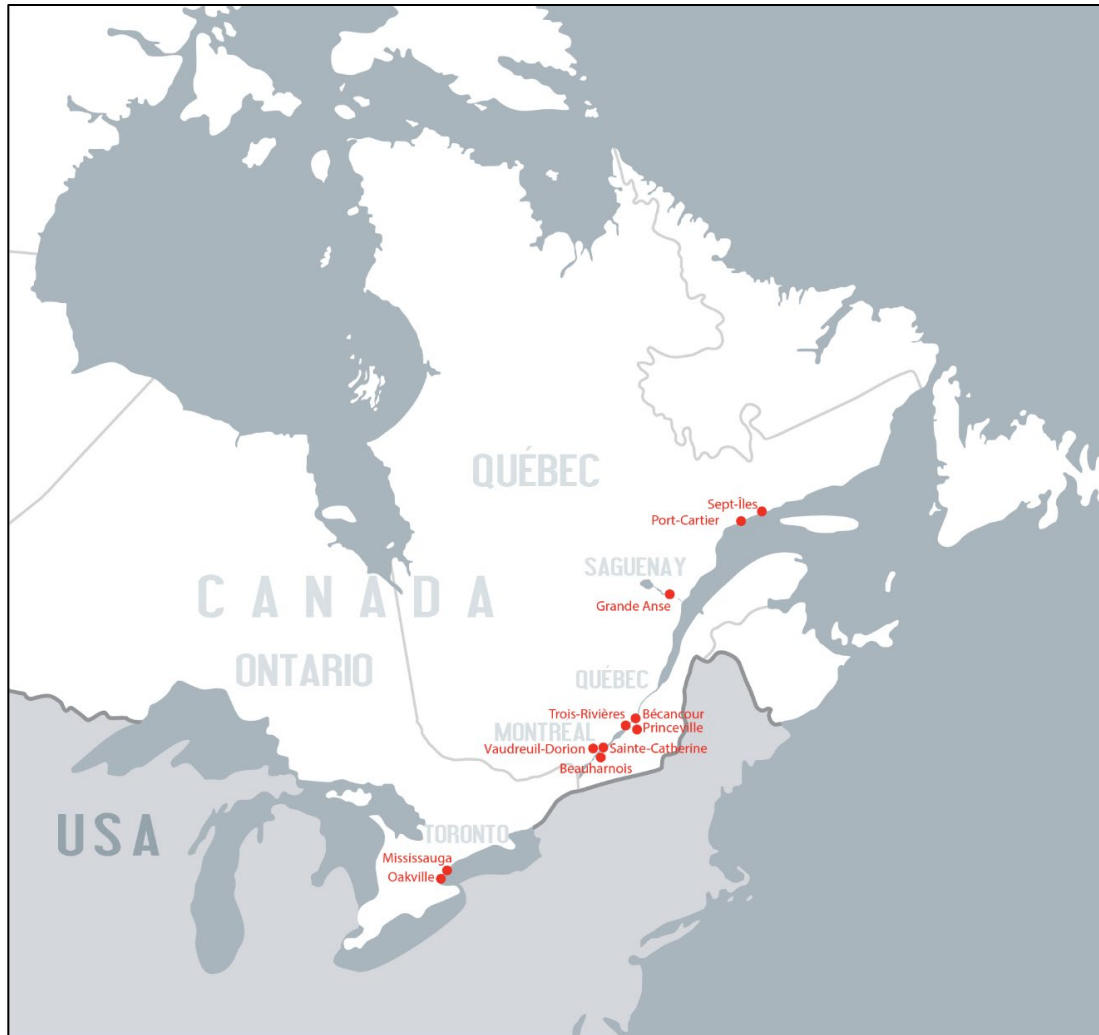 QUÉBEC
Sept-Îles
Port-Cartier
SAGUENAY
CANADA
Grande Anse
ONTARIO
QUÉBEC
Trois-Rivières
Bécancour
MONTREAL
Princeville
Vaudreuil-Dorion
Sainte-Catherine
Beauharnois
USA
TORONTO
Mississauga
Oakville